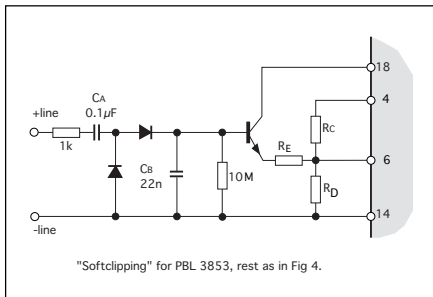 18
4
6
14
+line
CA
0.1µF
1k
CB
22n
10M
RE
RC
RD
-line
"Softclipping" for PBL 3853, rest as in Fig 4.